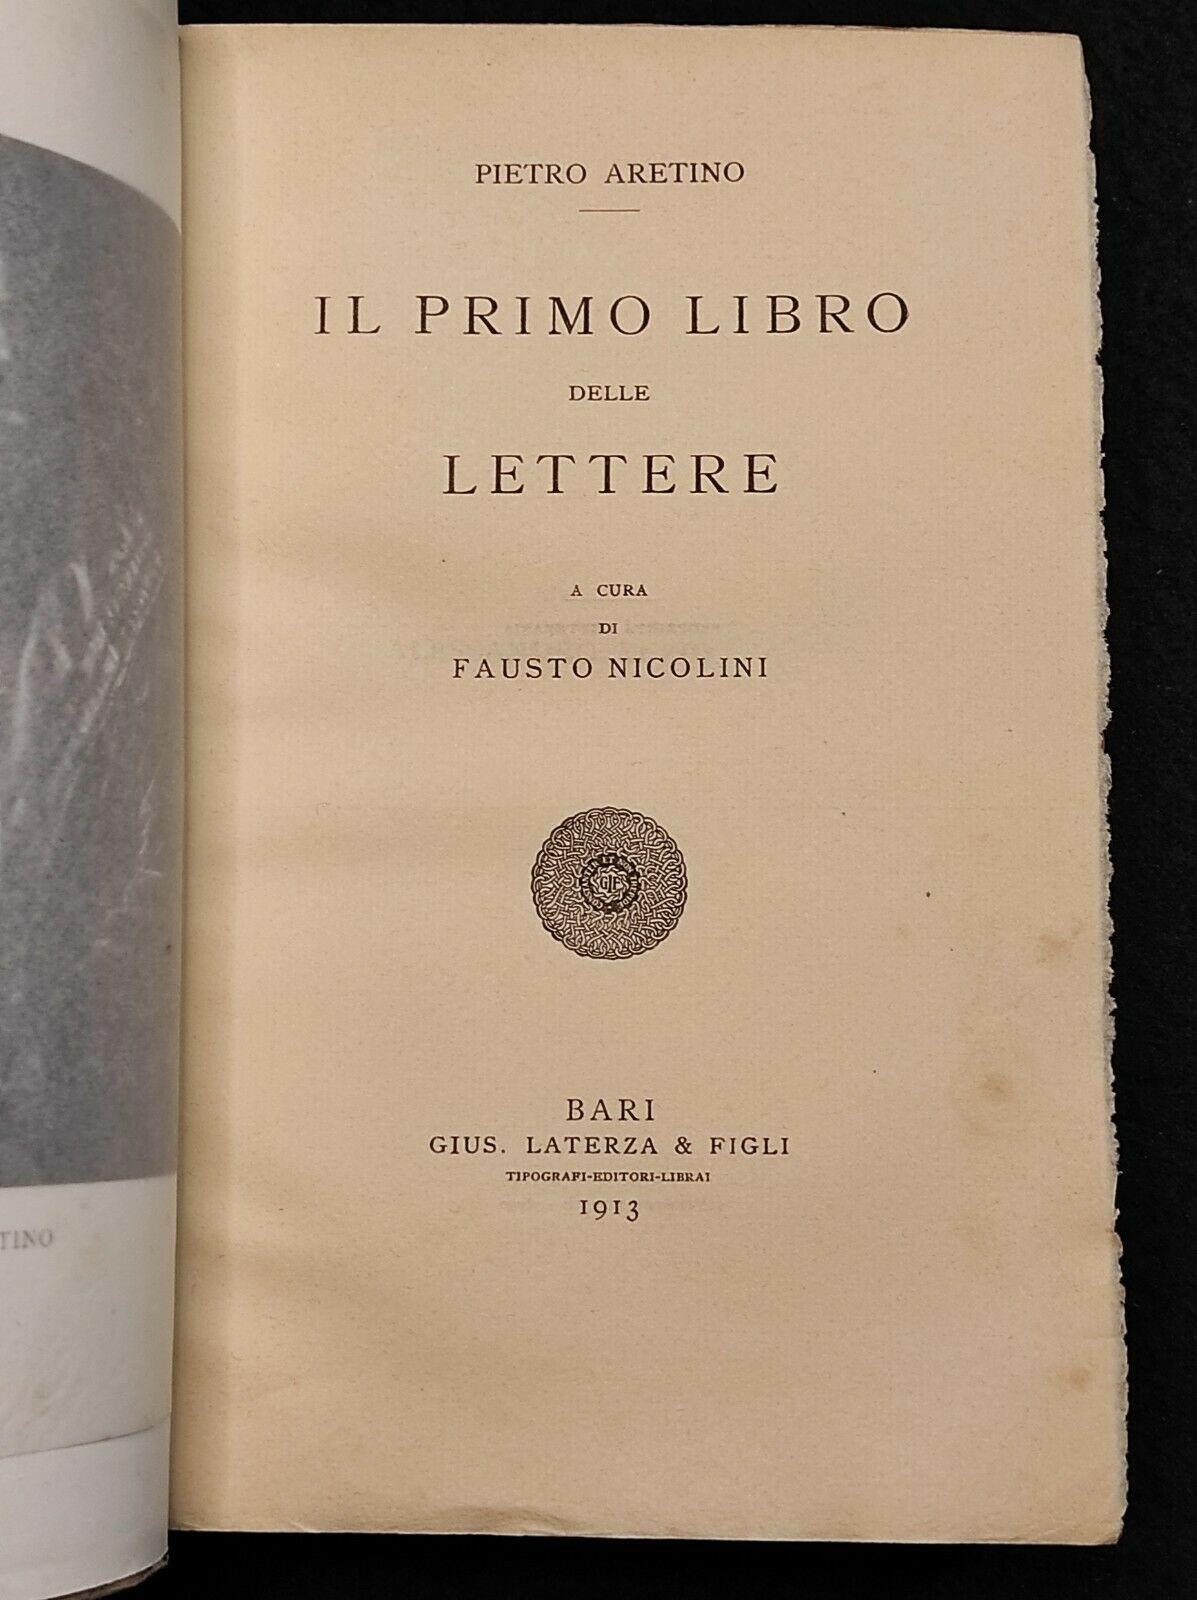 PIETRO ARETINO
IL PRIMO LIBRO
DELLE
LETTERE
A CURA
DI
FAUSTO NICOLINI
BARI
GIUS. LATERZA & FIGLI
TIPOGRAFI-EDITORI-LIBRAI
1913
TINO